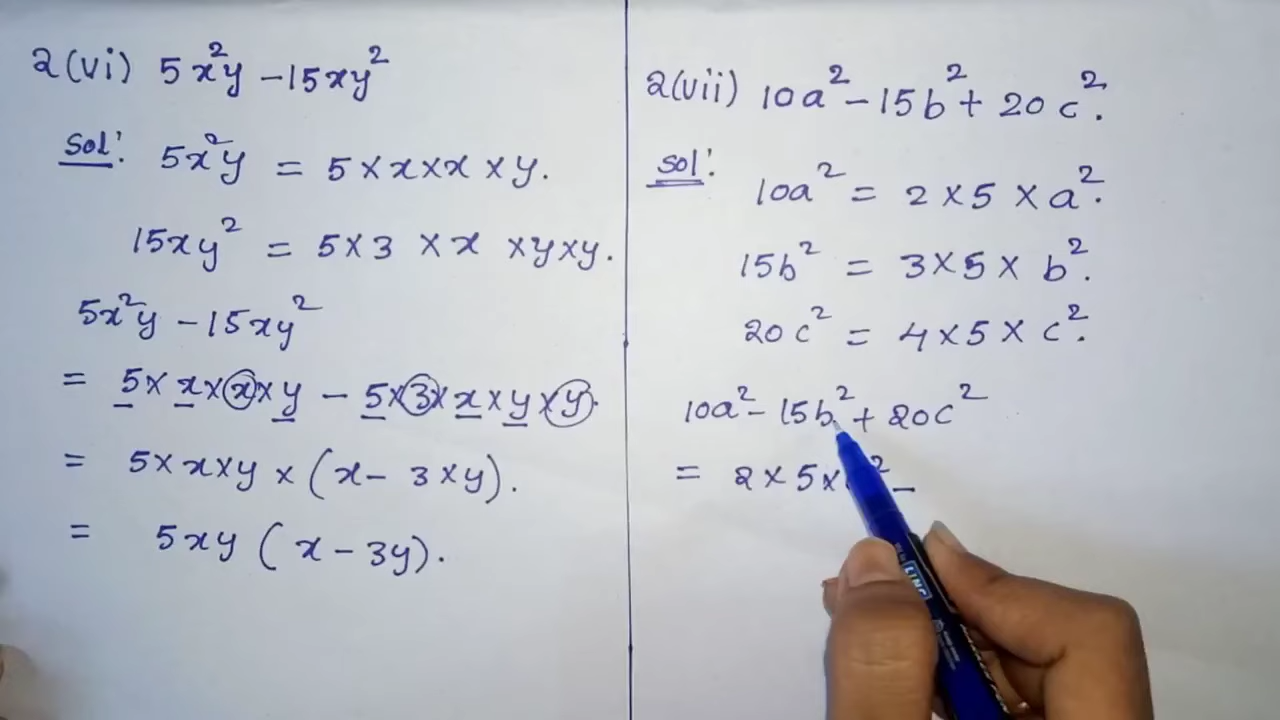 2(vi) 5x²y - 15xy²
Sol: 5x²y = 5 × x × x × y.
15xy² = 5 × 3 × x × y × y.
5x²y - 15xy²
= 5 × x × x × y - 5 × 3 × x × y × y.
= 5 × x × y × (x - 3 × y).
= 5xy (x - 3y).
2(vii) 10a² - 15b² + 20c².
Sol: 10a² = 2 × 5 × a².
15b² = 3 × 5 × b².
20c² = 4 × 5 × c².
10a² - 15b² + 20c²
= 2 × 5 × ² -
LINC